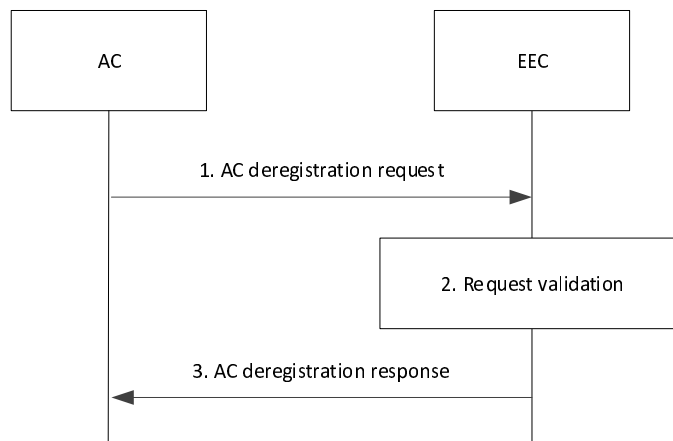 AC
EEC
1. AC deregistration request
2. Request validation
3. AC deregistration response